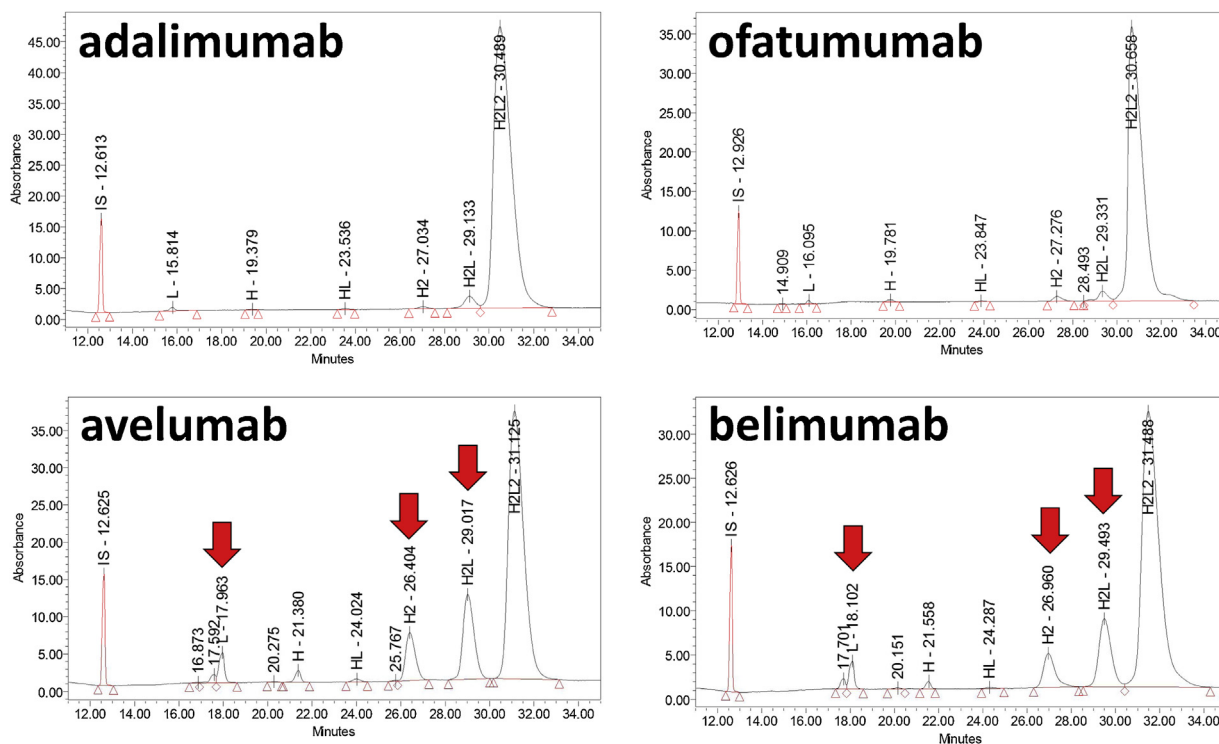 adalimumab
45.00
40.00
35.00
30.00
25.00
20.00
15.00
10.00
5.00
0.00
Absorbance
IS - 12.613
L - 15.814
H - 19.379
HL - 23.536
H2 - 27.034
H2L - 29.133
H2L2 - 30.489
12.00 14.00 16.00 18.00 20.00 22.00 24.00 26.00 28.00 30.00 32.00 34.00
Minutes
ofatumumab
35.00
30.00
25.00
20.00
15.00
10.00
5.00
0.00
Absorbance
IS - 12.926
14.909
L - 16.095
H - 19.781
HL - 23.847
H2 - 27.276
28.493
H2L - 29.331
H2L2 - 30.658
12.00 14.00 16.00 18.00 20.00 22.00 24.00 26.00 28.00 30.00 32.00 34.00
Minutes
avelumab
35.00
30.00
25.00
20.00
15.00
10.00
5.00
0.00
Absorbance
IS - 12.625
16.873
17.592
L - 17.963
20.275
H - 21.380
HL - 24.024
25.767
H2 - 26.404
H2L - 29.017
H2L2 - 31.125
12.00 14.00 16.00 18.00 20.00 22.00 24.00 26.00 28.00 30.00 32.00 34.00
Minutes
belimumab
30.00
25.00
20.00
15.00
10.00
5.00
0.00
Absorbance
IS - 12.626
17.701
L - 18.102
20.151
H - 21.558
HL - 24.287
H2 - 26.960
H2L - 29.493
H2L2 - 31.488
12.00 14.00 16.00 18.00 20.00 22.00 24.00 26.00 28.00 30.00 32.00 34.00
Minutes